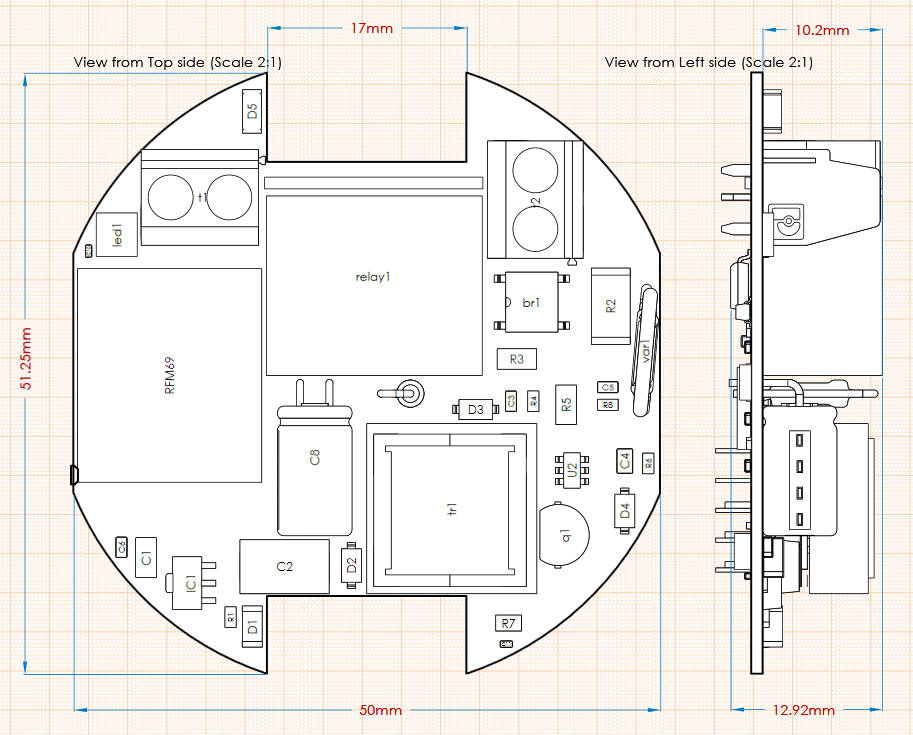 17mm
10.2mm
View from Top side (Scale 2:1)
View from Left side (Scale 2:1)
D5
t1
t2
led1
relay1
br1
R2
51.25mm
RFM69
R3
var1
C5
D3
C3
R4
R5
R8
C8
C4
R6
U2
tr1
D4
q1
C6
C1
C2
D2
IC1
R1
D1
R7
50mm
12.92mm